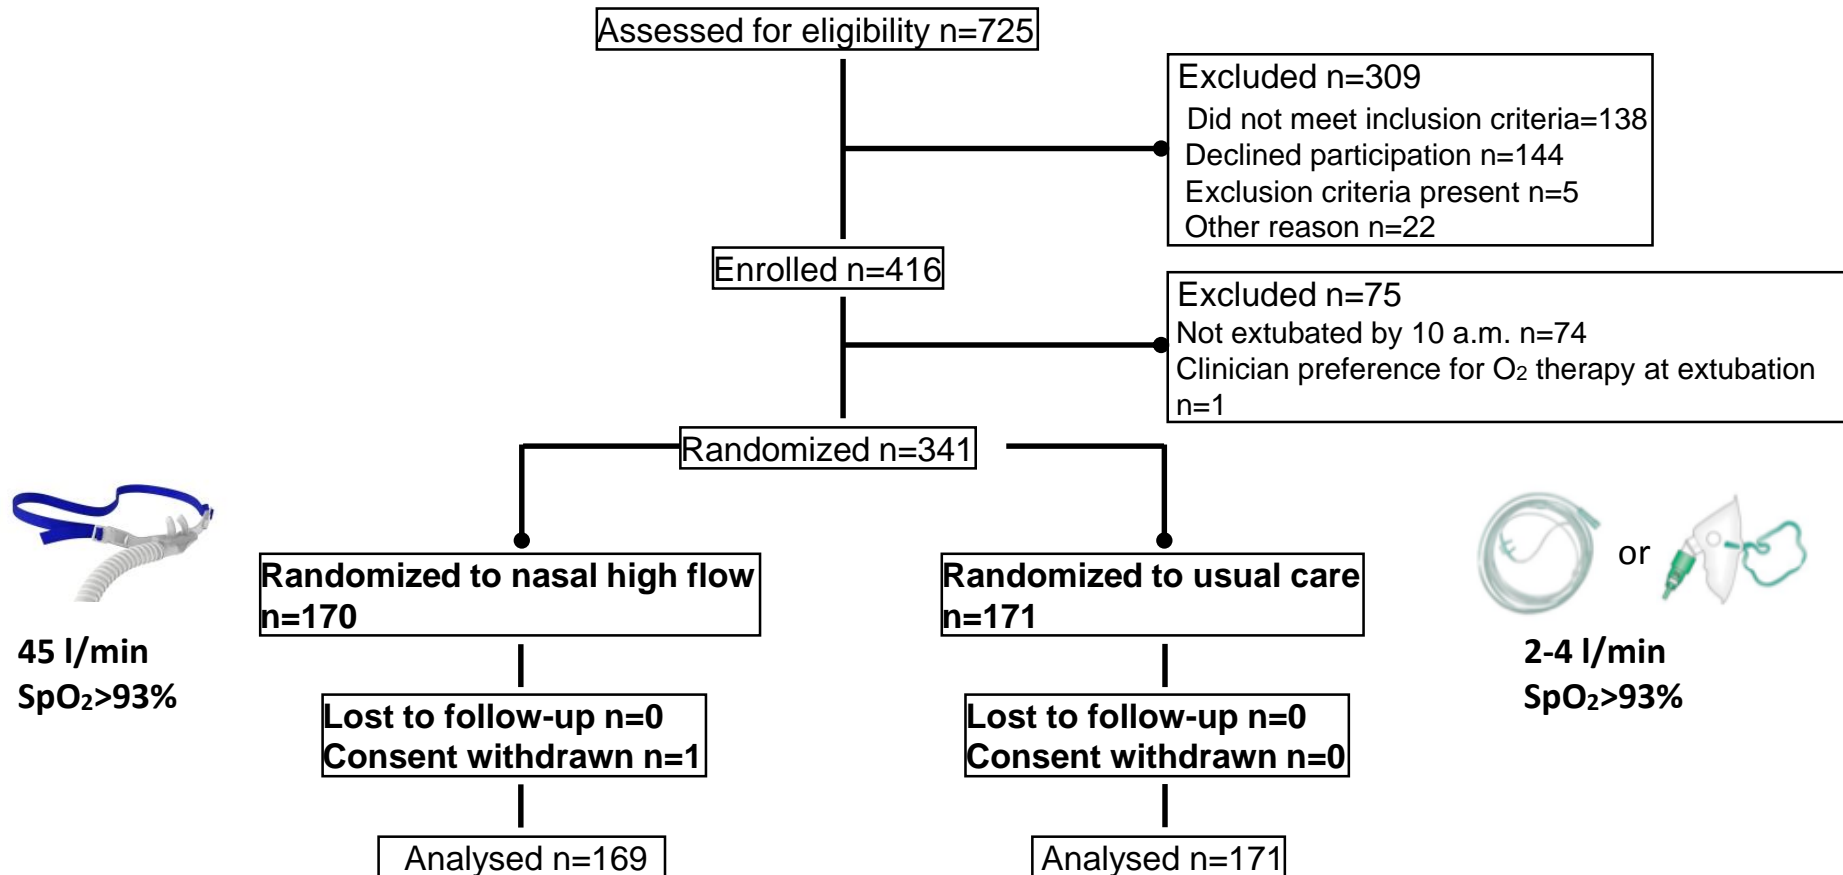 Assessed for eligibility n=725
Excluded n=309
Did not meet inclusion criteria=138
Declined participation n=144
Exclusion criteria present n=5
Other reason n=22
Enrolled n=416
Excluded n=75
Not extubated by 10 a.m. n=74
Clinician preference for O₂ therapy at extubation
n=1
Randomized n=341
Randomized to nasal high flow
n=170
Randomized to usual care
n=171
or
45 l/min
SpO₂>93%
2-4 l/min
SpO₂>93%
Lost to follow-up n=0
Consent withdrawn n=1
Lost to follow-up n=0
Consent withdrawn n=0
Analysed n=169
Analysed n=171